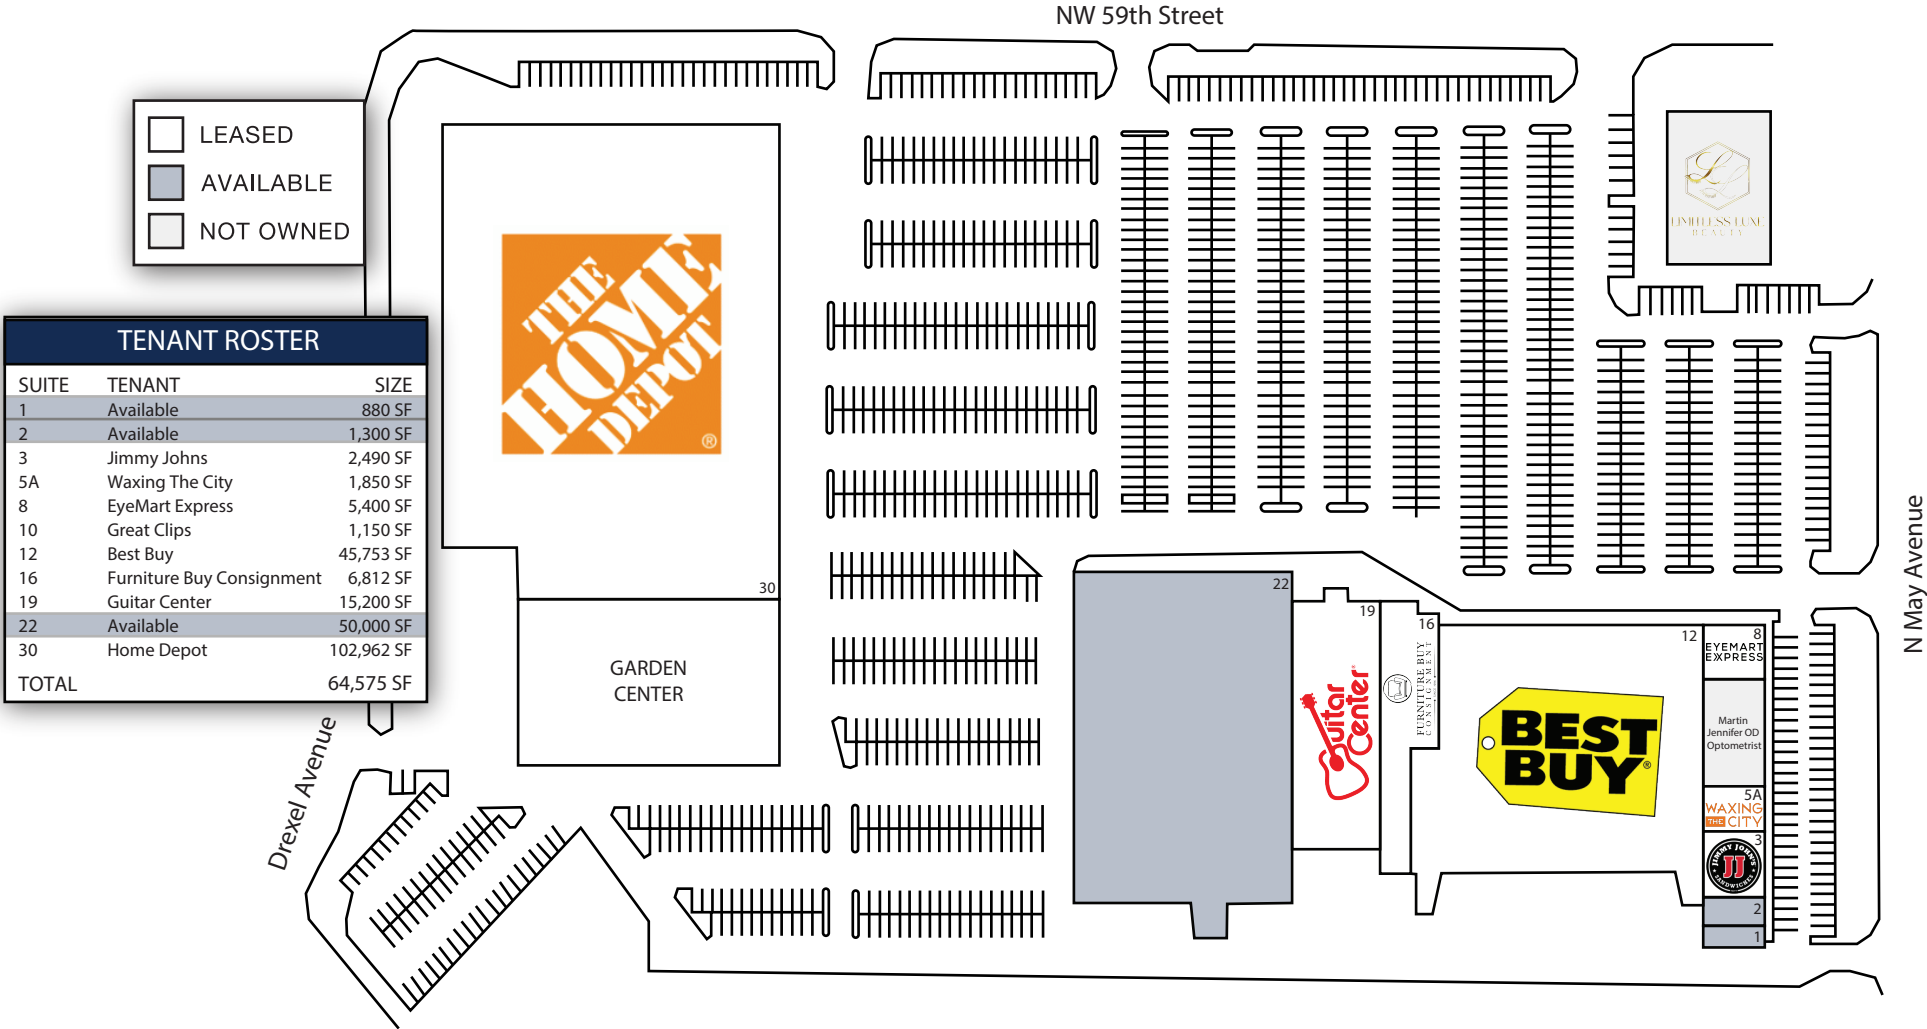 NW 59th Street
LEASED
AVAILABLE
NOT OWNED
LIMITLESS LUXE
BEAUTY
THE
HOME
DEPOT
®
TENANT ROSTER
SUITE TENANT SIZE
1 Available 880 SF
2 Available 1,300 SF
3 Jimmy Johns 2,490 SF
5A Waxing The City 1,850 SF
8 EyeMart Express 5,400 SF
10 Great Clips 1,150 SF
12 Best Buy 45,753 SF
16 Furniture Buy Consignment 6,812 SF
19 Guitar Center 15,200 SF
22 Available 50,000 SF
30 Home Depot 102,962 SF
TOTAL 64,575 SF
30
GARDEN
CENTER
Drexel Avenue
N May Avenue
22
19
Guitar
Center
16
FURNITURE BUY
CONSIGNMENT
12
BEST
BUY
®
8
EYEMART
EXPRESS
Martin
Jennifer OD
Optometrist
5A
WAXING
THE CITY
3
JIMMY JOHN'S
JJ
SANDWICHES
2
1